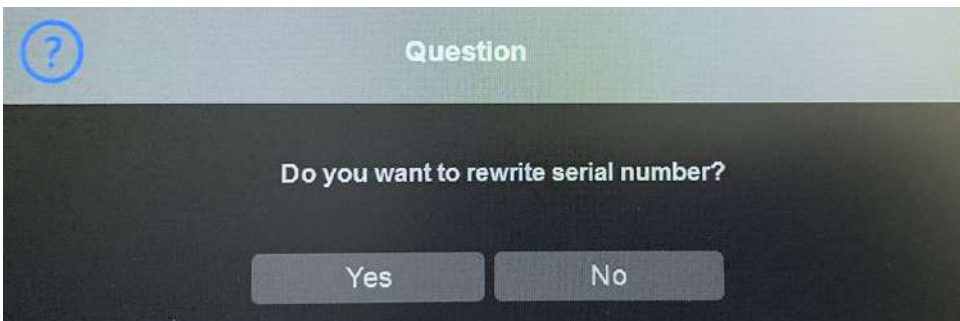 ?
Question
Do you want to rewrite serial number?
Yes
No